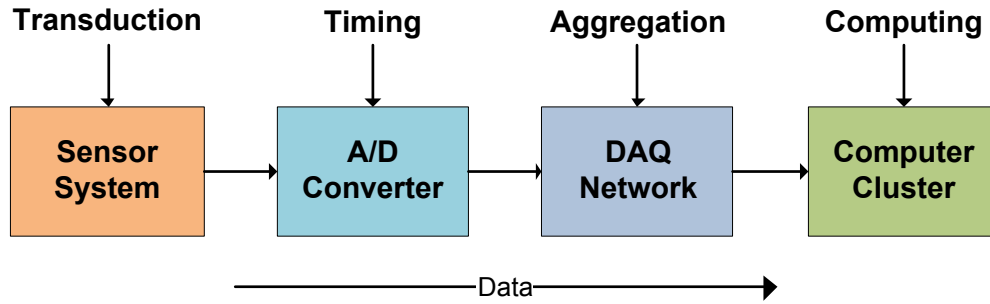 Transduction Timing Aggregation Computing
Sensor System
A/D Converter
DAQ Network
Computer Cluster
Data